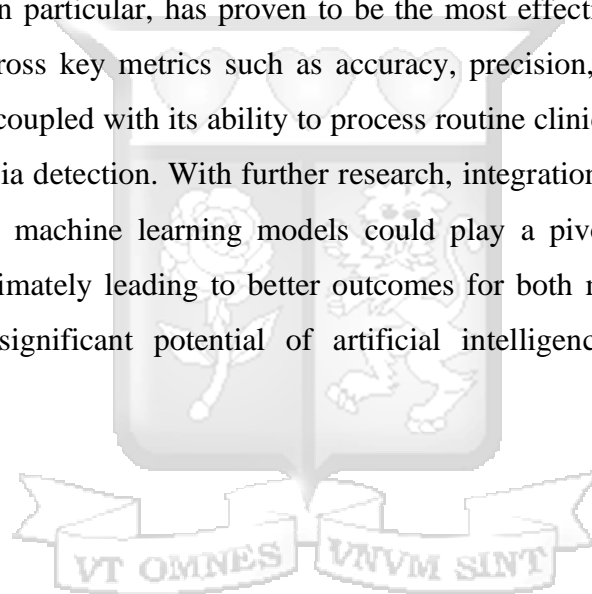 n particular, has proven to be the most effecti
ross key metrics such as accuracy, precision,
coupled with its ability to process routine clinic
ia detection. With further research, integration
machine learning models could play a piv
imately leading to better outcomes for both
significant potential of artificial intelligenc
VT OMNES VNVM SINT